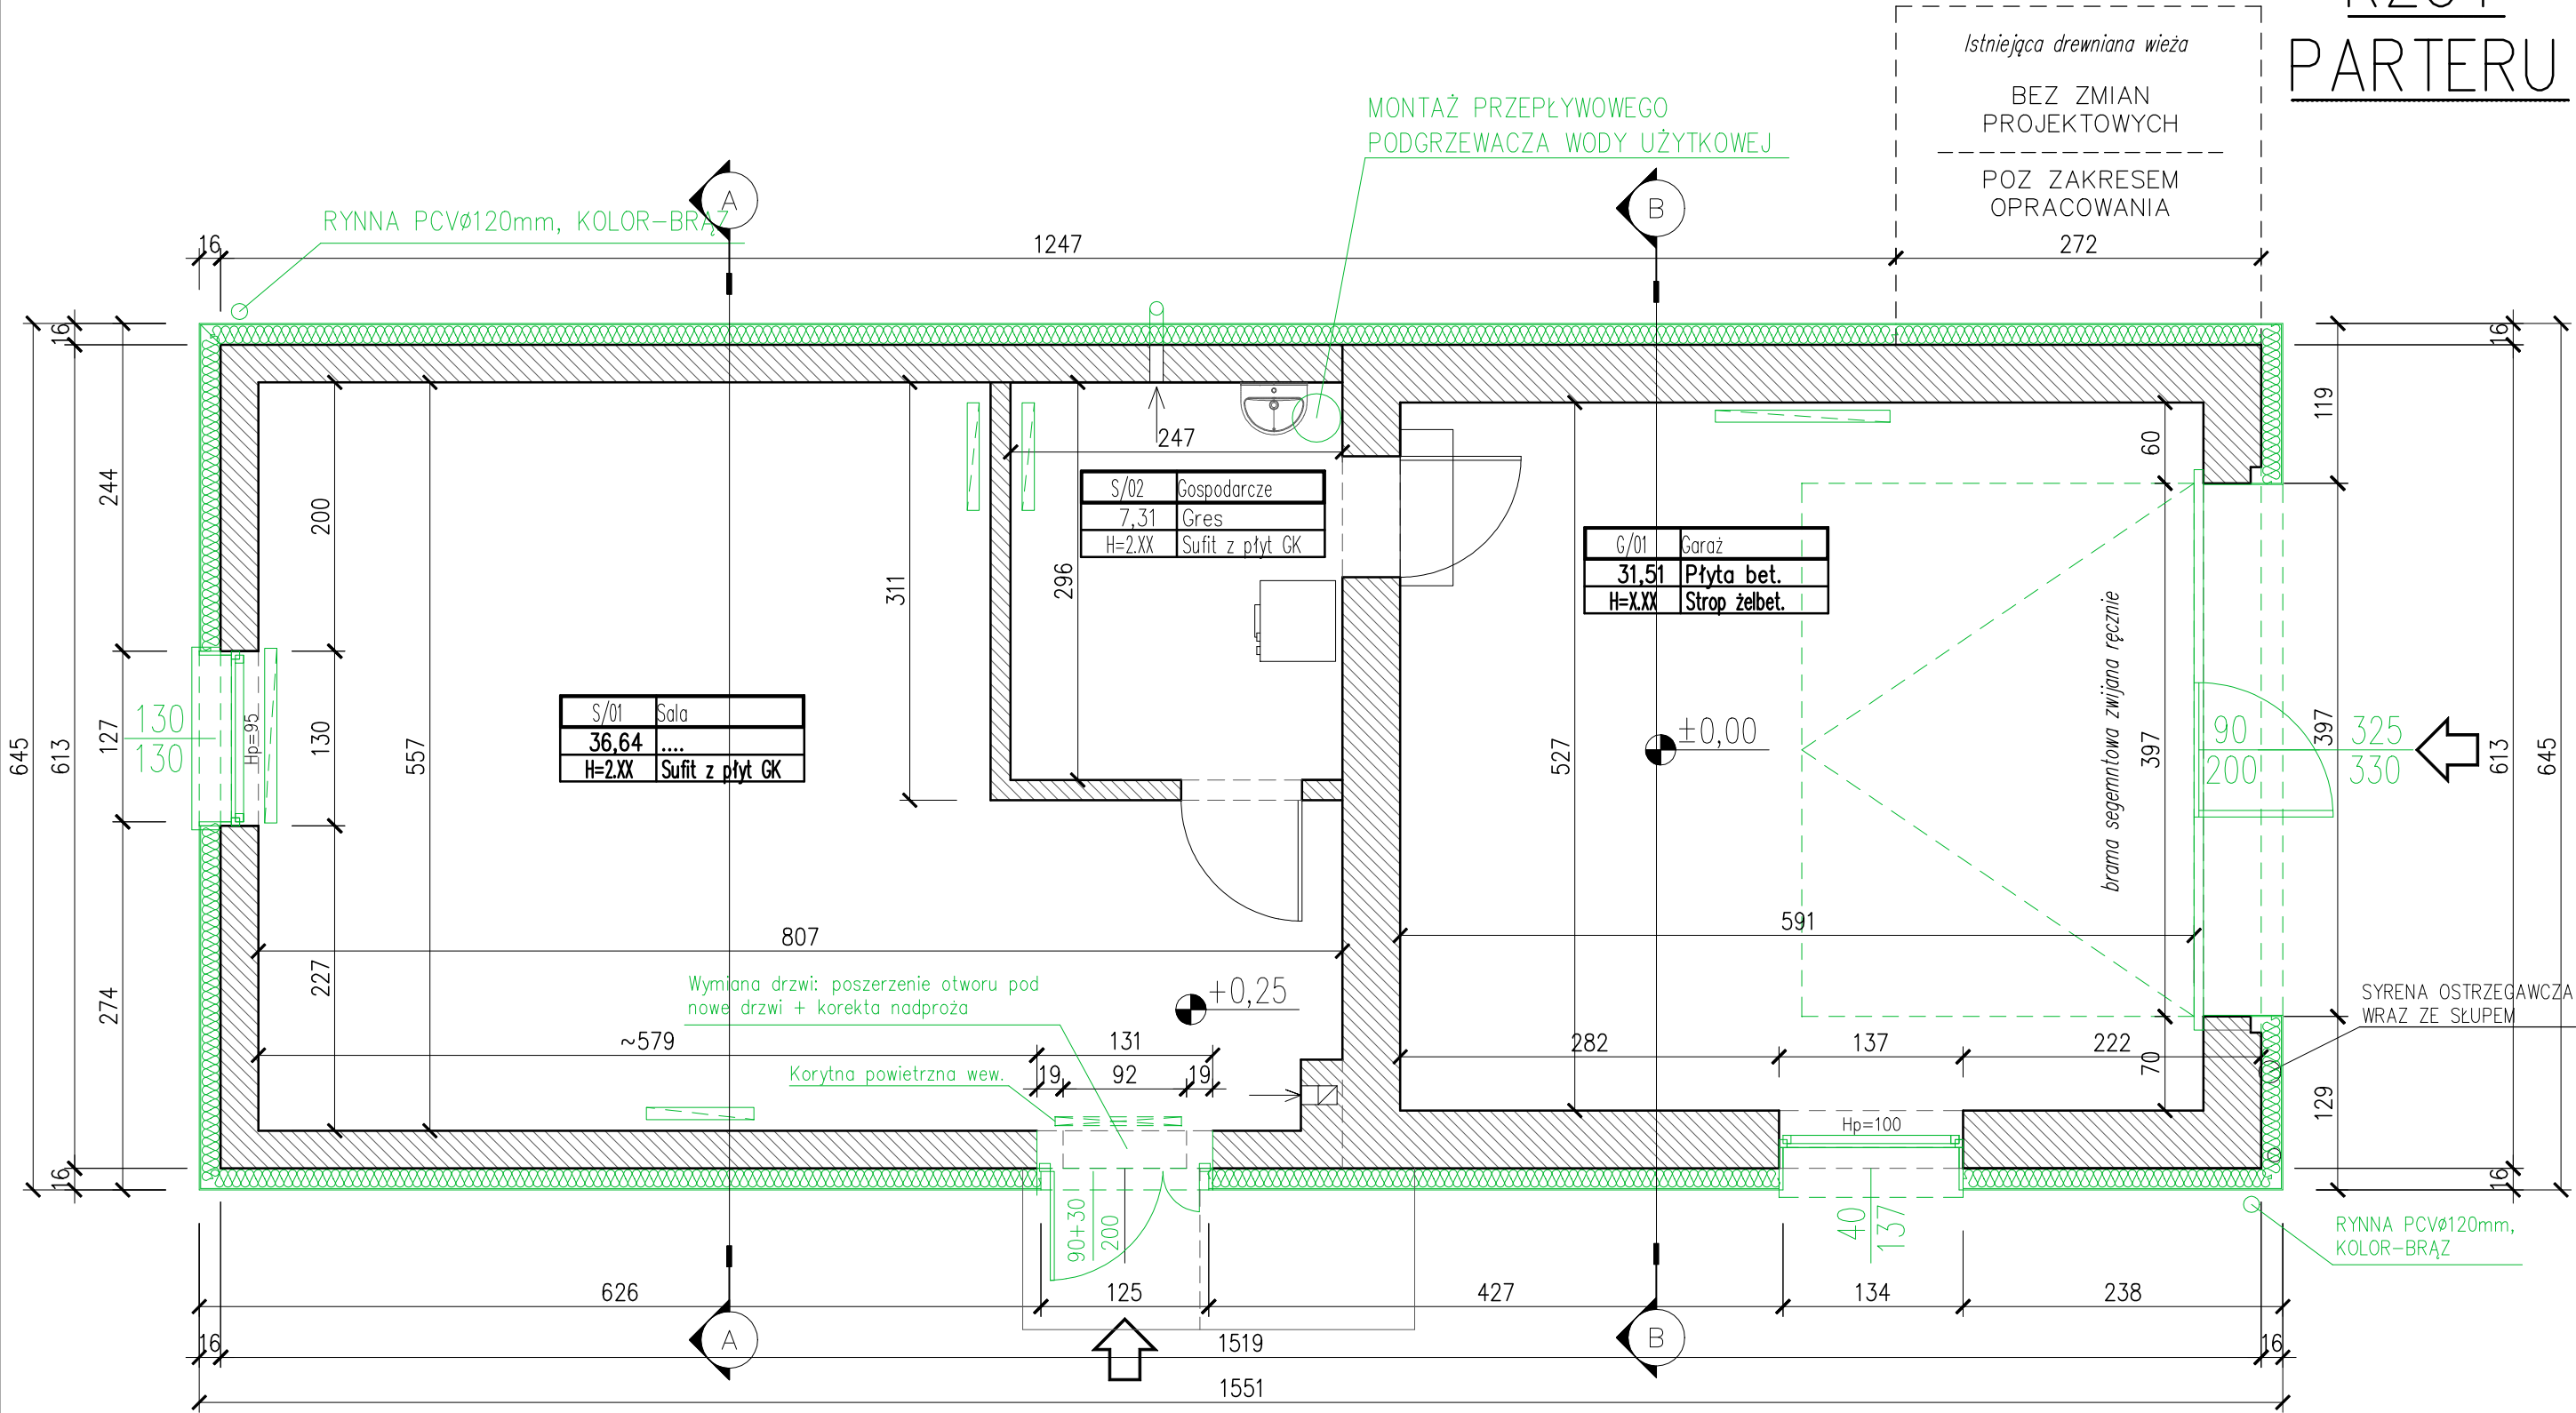 PARTERU
Istniejąca drewniana wieża
BEZ ZMIAN
PROJEKTOWYCH
POZ ZAKRESEM
OPRACOWANIA
MONTAŻ PRZEPŁYWOWEGO
PODGRZEWACZA WODY UŻYTKOWEJ
A
B
RYNNA PCVø120mm, KOLOR-BRĄZ
16
1247
272
16
16
119
244
200
247
60
S/02 Gospodarcze
7,31 Gres
H=2.XX Sufit z płyt GK
311
296
G/01 Garaż
31,51 Płyta bet.
H=X.XX Strop żelbet.
S/01 Sala
36,64 ....
H=2.XX Sufit z płyt GK
645
613
127
130
130
Hp=95
130
557
527
±0,00
brama segemntowa zwijana ręcznie
397
90
200
397
325
330
613
645
807
591
274
227
Wymiana drzwi: poszerzenie otworu pod
nowe drzwi + korekta nadproża
+0,25
SYRENA OSTRZEGAWCZA
WRAZ ZE SŁUPEM
~579
131
282
137
222
70
Korytna powietrzna wew.
19
92
19
129
Hp=100
16
16
90+30
200
40
137
RYNNA PCVø120mm,
KOLOR-BRĄZ
626
125
427
134
238
A
B
16
1519
16
1551